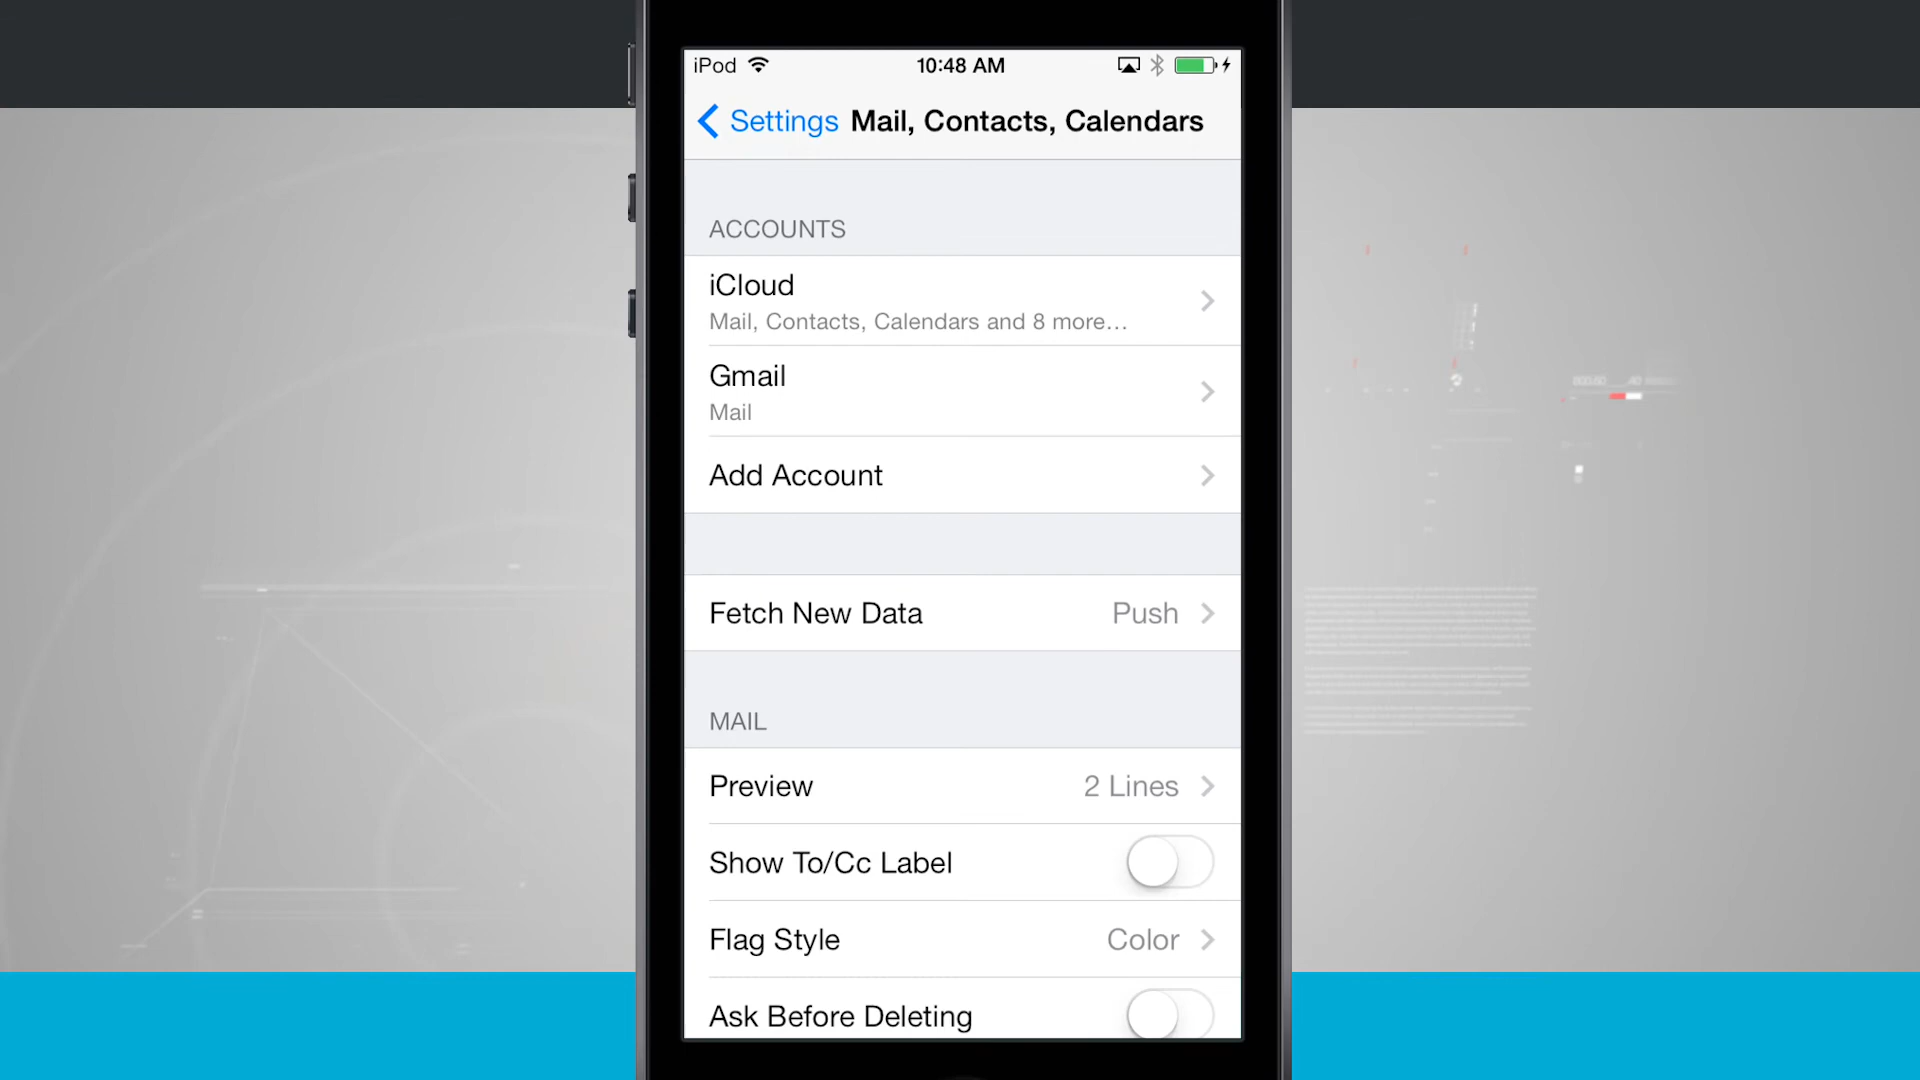 iPod 10:48 AM
Settings Mail, Contacts, Calendars
ACCOUNTS
iCloud
Mail, Contacts, Calendars and 8 more...
Gmail
Mail
Add Account
Fetch New Data Push
MAIL
Preview 2 Lines
Show To/Cc Label
Flag Style Color
Ask Before Deleting